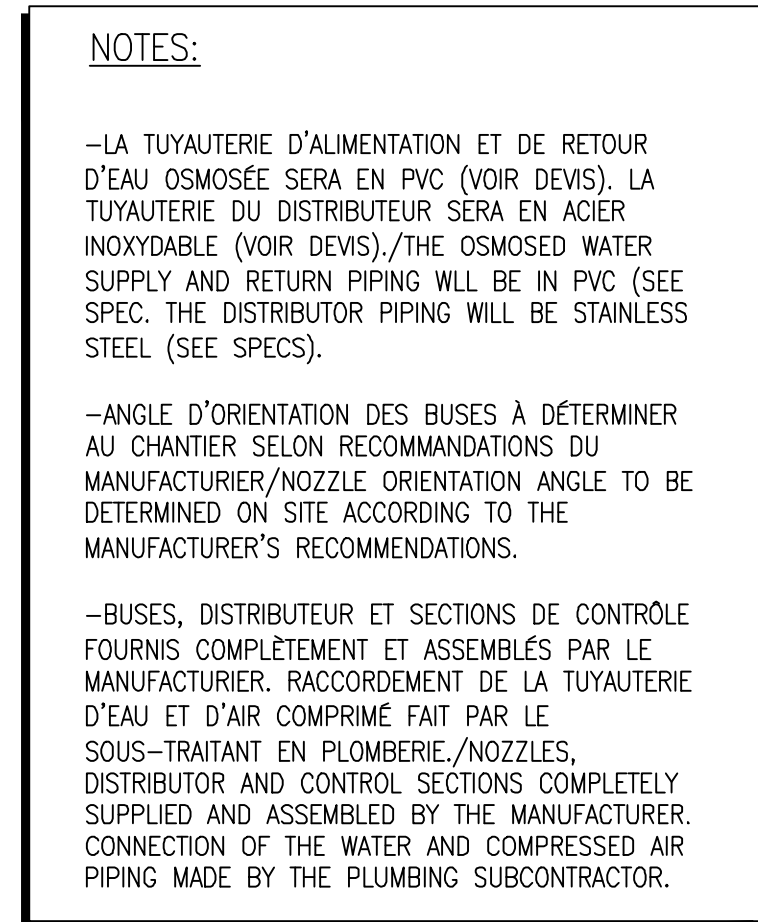 NOTES:
-LA TUYAUTERIE D'ALIMENTATION ET DE RETOUR
D'EAU OSMOSÉE SERA EN PVC (VOIR DEVIS). LA
TUYAUTERIE DU DISTRIBUTEUR SERA EN ACIER
INOXYDABLE (VOIR DEVIS)./THE OSMOSED WATER
SUPPLY AND RETURN PIPING WLL BE IN PVC (SEE
SPEC. THE DISTRIBUTOR PIPING WILL BE STAINLESS
STEEL (SEE SPECS).
-ANGLE D'ORIENTATION DES BUSES À DÉTERMINER
AU CHANTIER SELON RECOMMANDATIONS DU
MANUFACTURIER/NOZZLE ORIENTATION ANGLE TO BE
DETERMINED ON SITE ACCORDING TO THE
MANUFACTURER'S RECOMMENDATIONS.
-BUSES, DISTRIBUTEUR ET SECTIONS DE CONTRÔLE
FOURNIS COMPLÈTEMENT ET ASSEMBLÉS PAR LE
MANUFACTURIER. RACCORDEMENT DE LA TUYAUTERIE
D'EAU ET D'AIR COMPRIMÉ FAIT PAR LE
SOUS-TRAITANT EN PLOMBERIE./NOZZLES,
DISTRIBUTOR AND CONTROL SECTIONS COMPLETELY
SUPPLIED AND ASSEMBLED BY THE MANUFACTURER.
CONNECTION OF THE WATER AND COMPRESSED AIR
PIPING MADE BY THE PLUMBING SUBCONTRACTOR.